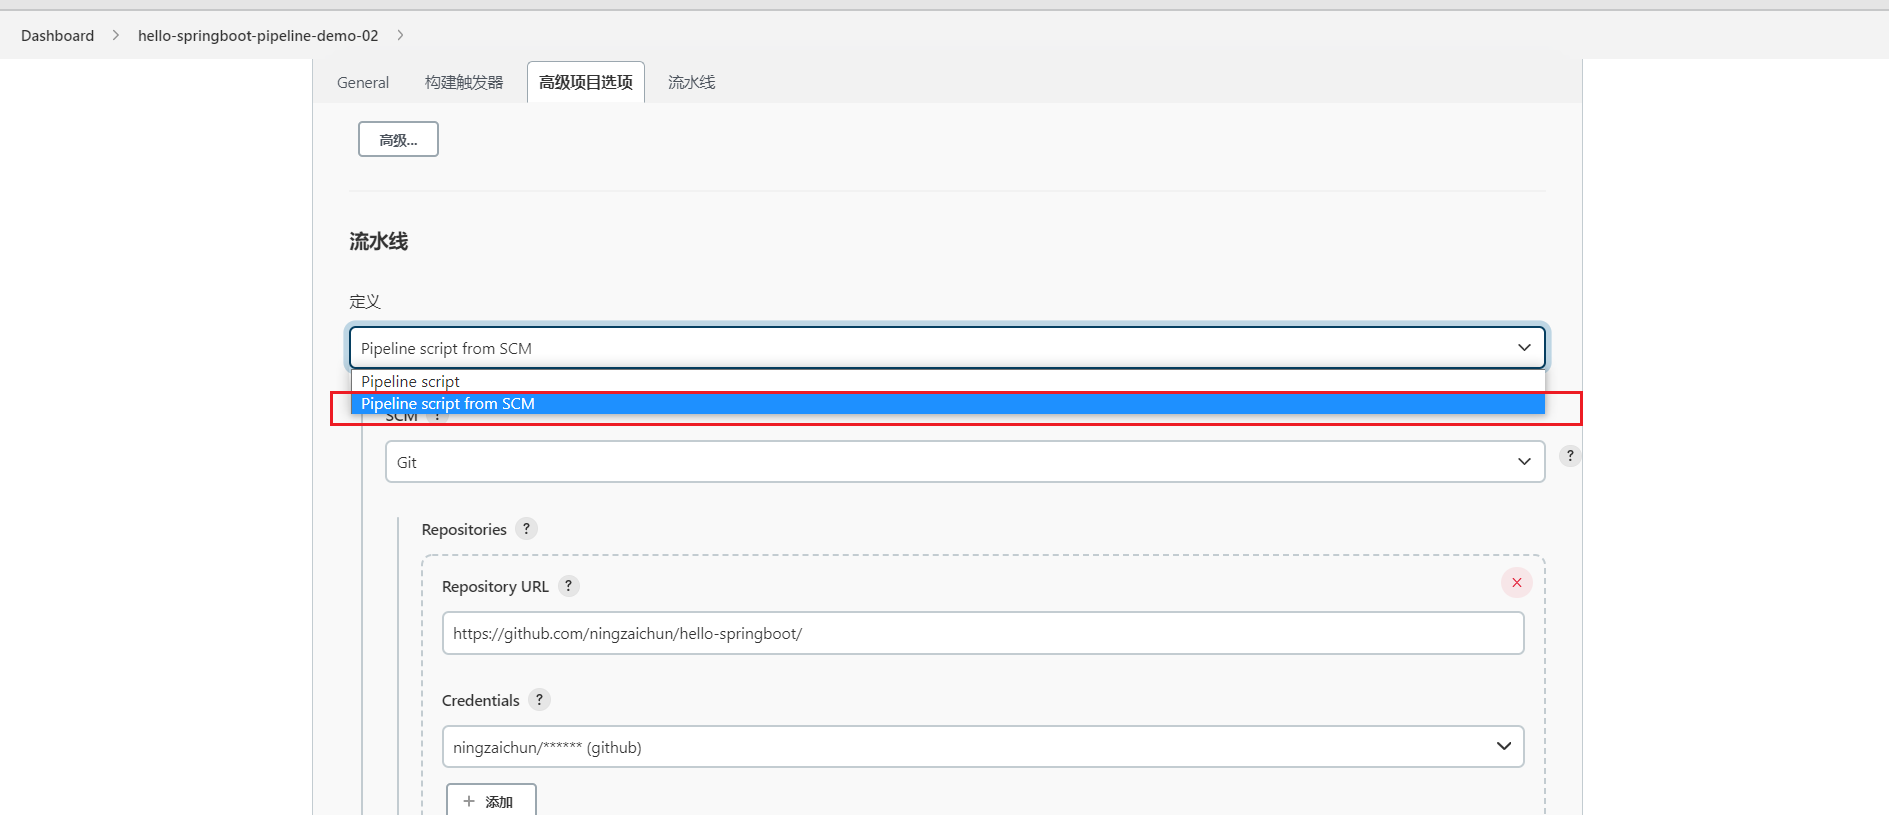 Dashboard > hello-springboot-pipeline-demo-02 >
General 构建触发器 高级项目选项 流水线
高级...
流水线
定义
Pipeline script from SCM
Pipeline script
Pipeline script from SCM
SCM ?
Git
?
Repositories ?
Repository URL ?
https://github.com/ningzaichun/hello-springboot/
Credentials ?
ningzaichun/****** (github)
+ 添加